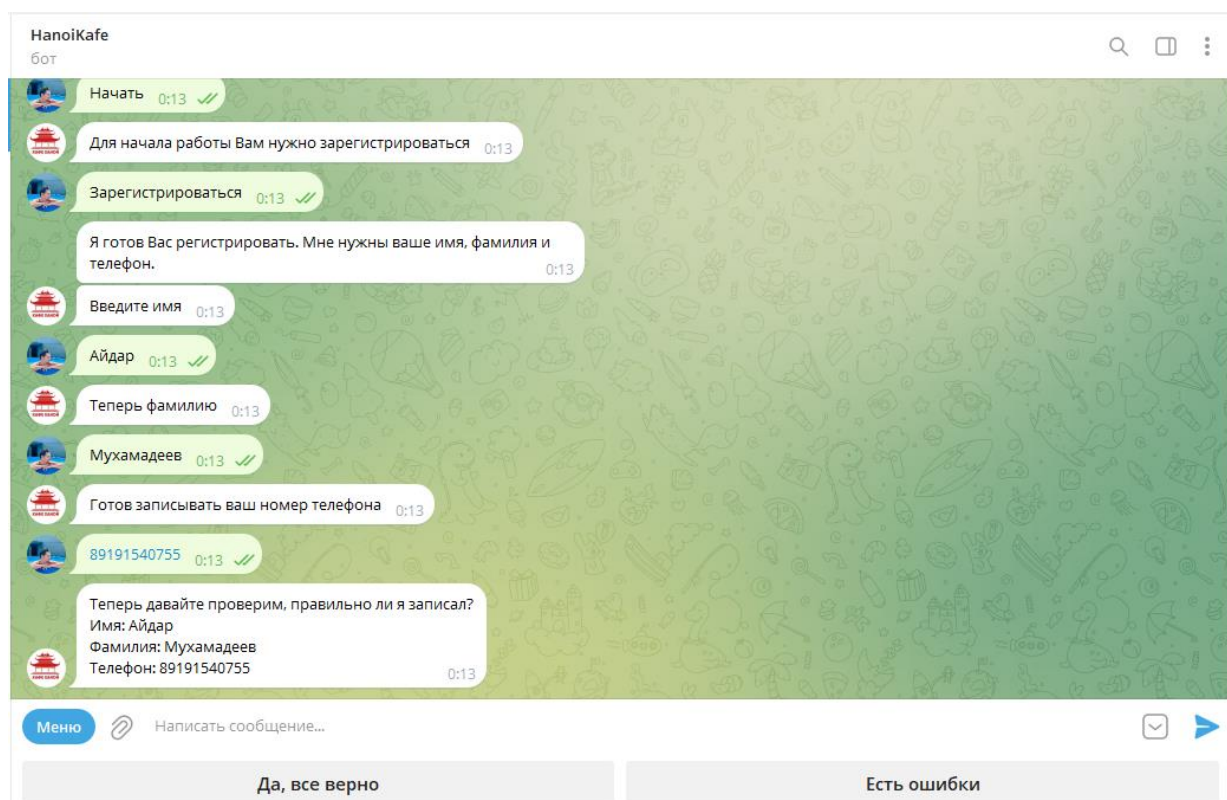 HanoiKafe
бот
Начать 0:13
Для начала работы Вам нужно зарегистрироваться 0:13
Зарегистрироваться 0:13
Я готов Вас регистрировать. Мне нужны ваше имя, фамилия и
телефон. 0:13
Введите имя 0:13
Айдар 0:13
Теперь фамилию 0:13
Мухамадеев 0:13
Готов записывать ваш номер телефона 0:13
89191540755 0:13
Теперь давайте проверим, правильно ли я записал?
Имя: Айдар
Фамилия: Мухамадеев
Телефон: 89191540755 0:13
Меню Написать сообщение...
Да, все верно Есть ошибки